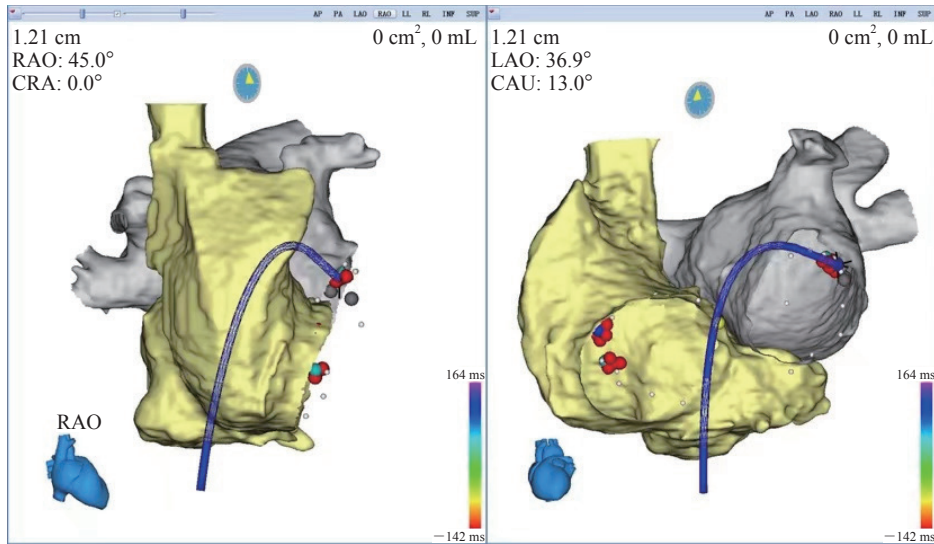 AP PA LAO RAO LL RL INF SUP
1.21 cm
0 cm², 0 mL
RAO: 45.0°
CRA: 0.0°
RAO
164 ms
−142 ms
AP PA LAO RAO LL RL INF SUP
1.21 cm
0 cm², 0 mL
LAO: 36.9°
CAU: 13.0°
164 ms
−142 ms